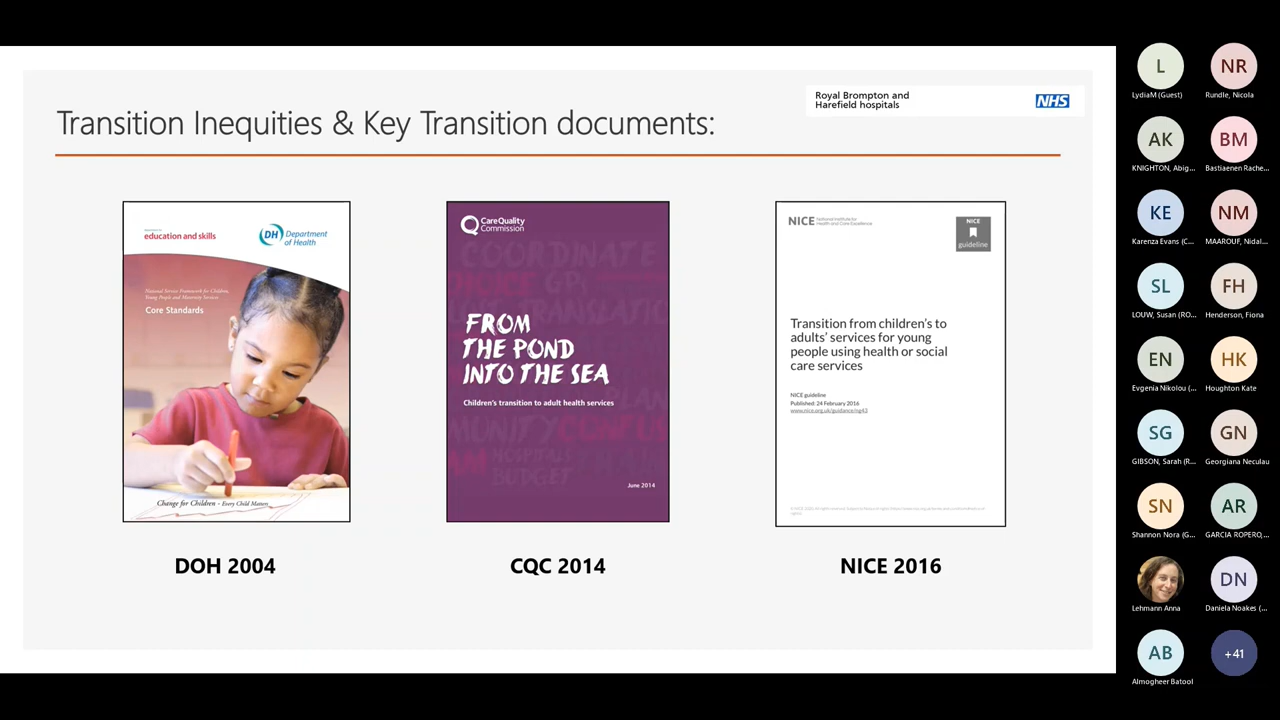 Transition Inequities & Key Transition documents:
Royal Brompton and
Harefield hospitals
NHS
education and skills
DH Department
of Health
National Service Framework for Children,
Young People and Maternity Services
Core Standards
Change for Children - Every Child Matters
DOH 2004
CareQuality
Commission
FROM
THE POND
INTO THE SEA
Children's transition to adult health services
June 2014
CQC 2014
NICE National Institute for
Health and Care Excellence
NICE
guideline
Transition from children's to
adults' services for young
people using health or social
care services
NICE guideline
Published: 24 February 2016
www.nice.org.uk/guidance/ng43
NICE 2016
L
LydiaM (Guest)
NR
Rundle, Nicola
AK
KNIGHTON, Abig...
BM
Bastiaenen Rache...
KE
Karenza Evans (C...
NM
MAAROUF, Nidal...
SL
LOUW, Susan (RO...
FH
Henderson, Fiona
EN
Evgenia Nikolou (...
HK
Houghton Kate
SG
GIBSON, Sarah (R...
GN
Georgiana Neculau
SN
Shannon Nora (G...
AR
GARCIA ROPERO,...
Lehmann Anna
DN
Daniela Noakes (...
AB
Almogheer Batool
+41